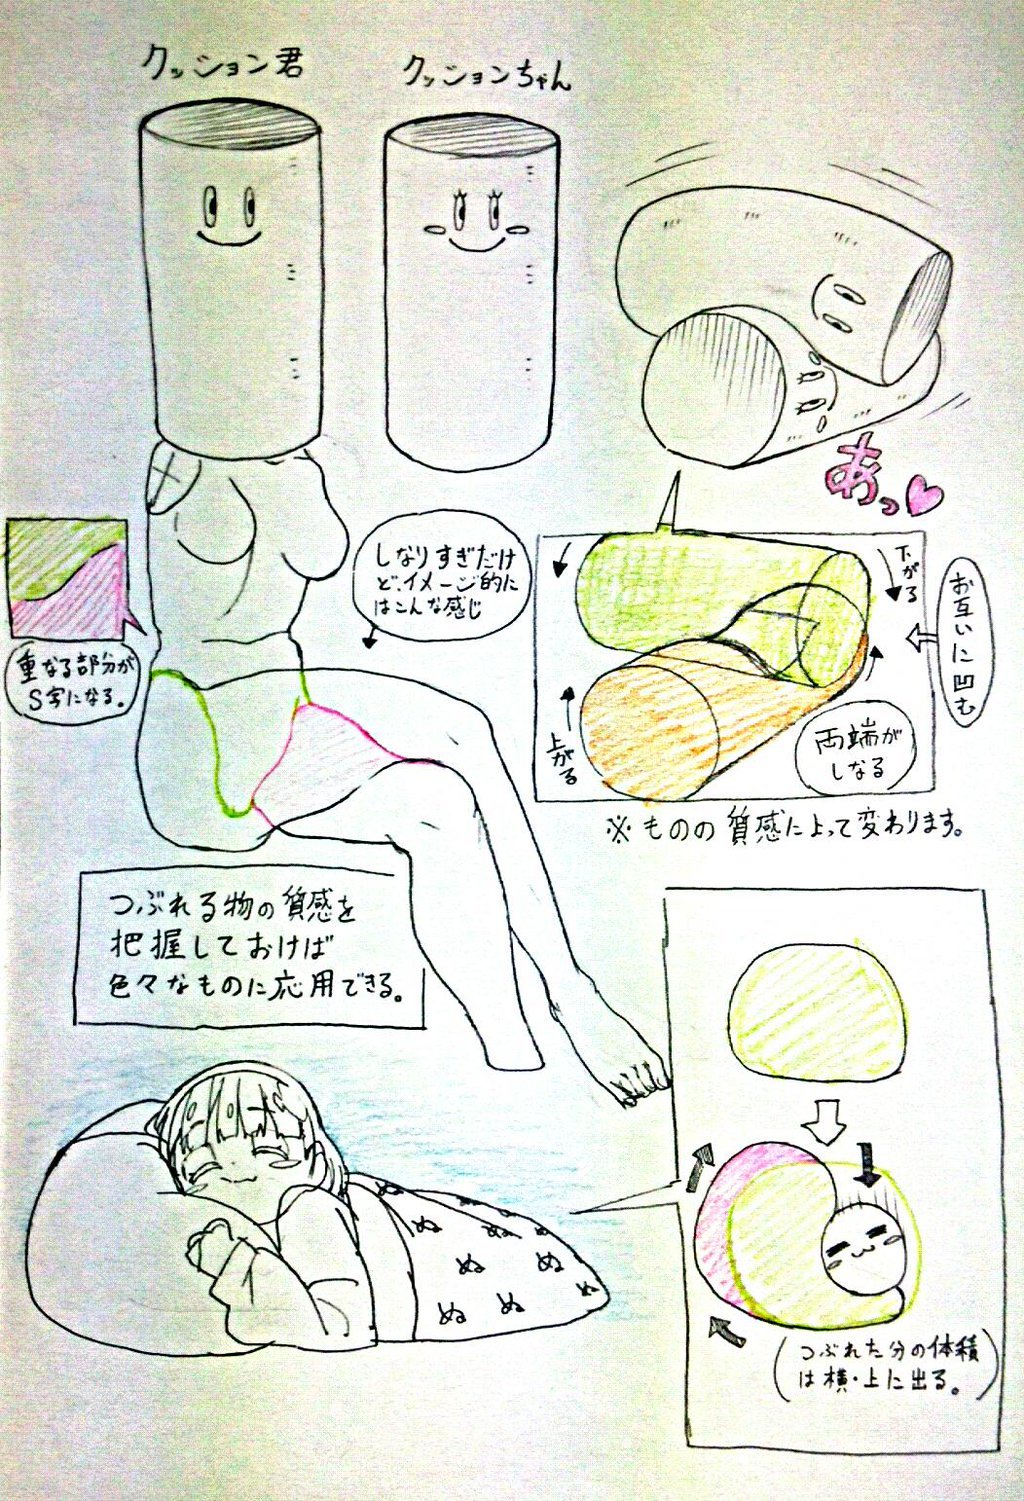 クッション君
クッションちゃん
あっ
しなりすぎだけ
ど、イメージ的に
はこんな感じ
重なる部分が
S字になる。
下がる
お互いに凹む
上がる
両端が
しなる
※ものの質感によって変わります。
つぶれる物の質感を
把握しておけば
色々なものに応用できる。
ぬ
ぬ
ぬ
ぬ
ぬ
ぬ
ぬ
ぬ
(つぶれた分の体積
は横・上に出る。)